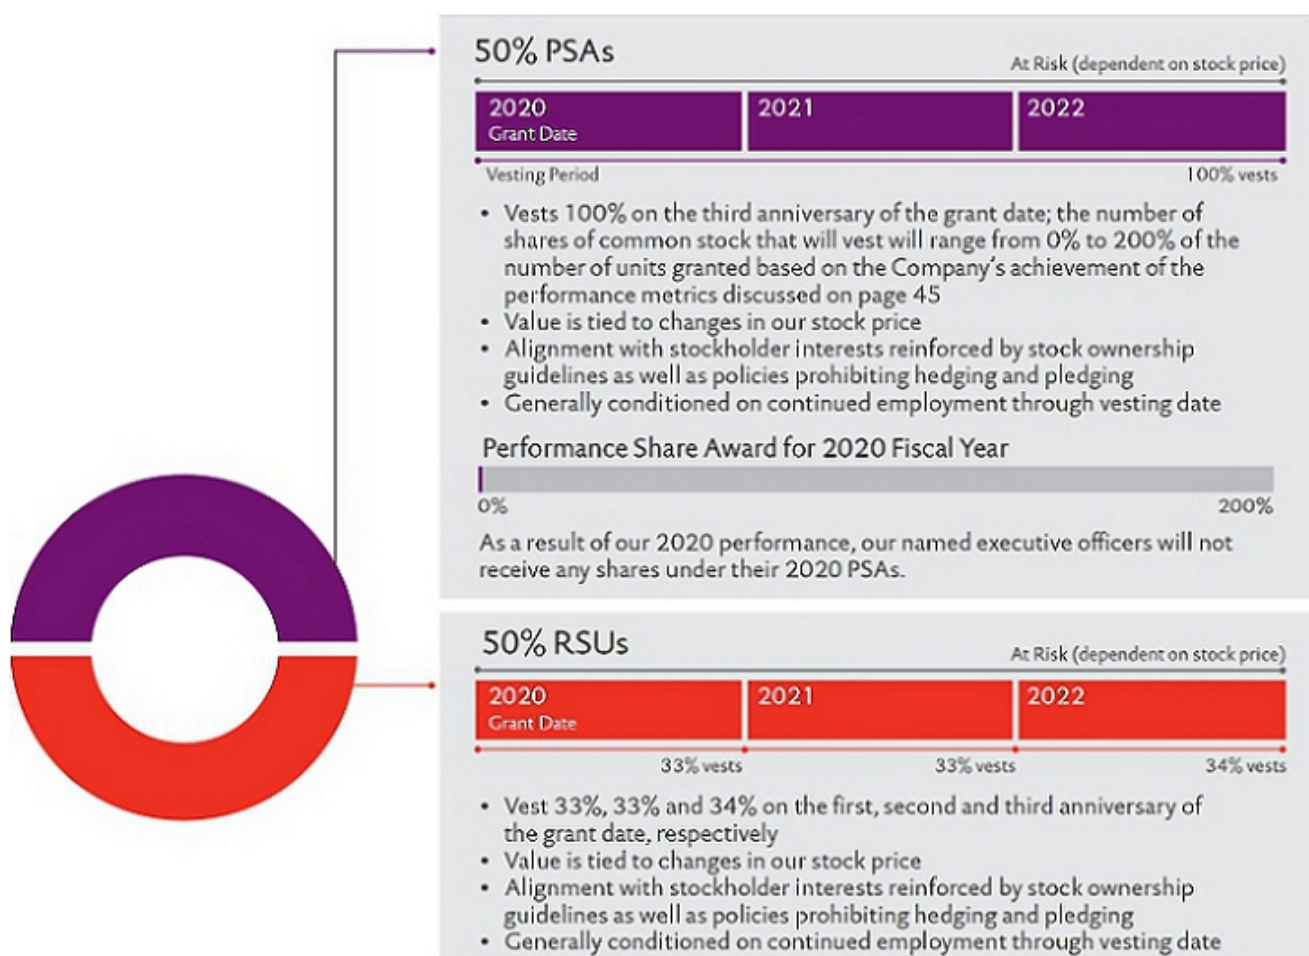 50% PSAs
At Risk (dependent on stock price)
2020
Grant Date
2021
2022
Vesting Period
100% vests
• Vests 100% on the third anniversary of the grant date; the number of
shares of common stock that will vest will range from 0% to 200% of the
number of units granted based on the Company's achievement of the
performance metrics discussed on page 45
• Value is tied to changes in our stock price
• Alignment with stockholder interests reinforced by stock ownership
guidelines as well as policies prohibiting hedging and pledging
• Generally conditioned on continued employment through vesting date
Performance Share Award for 2020 Fiscal Year
0%
200%
As a result of our 2020 performance, our named executive officers will not
receive any shares under their 2020 PSAs.
50% RSUs
At Risk (dependent on stock price)
2020
Grant Date
2021
2022
33% vests
33% vests
34% vests
• Vest 33%, 33% and 34% on the first, second and third anniversary of
the grant date, respectively
• Value is tied to changes in our stock price
• Alignment with stockholder interests reinforced by stock ownership
guidelines as well as policies prohibiting hedging and pledging
• Generally conditioned on continued employment through vesting date